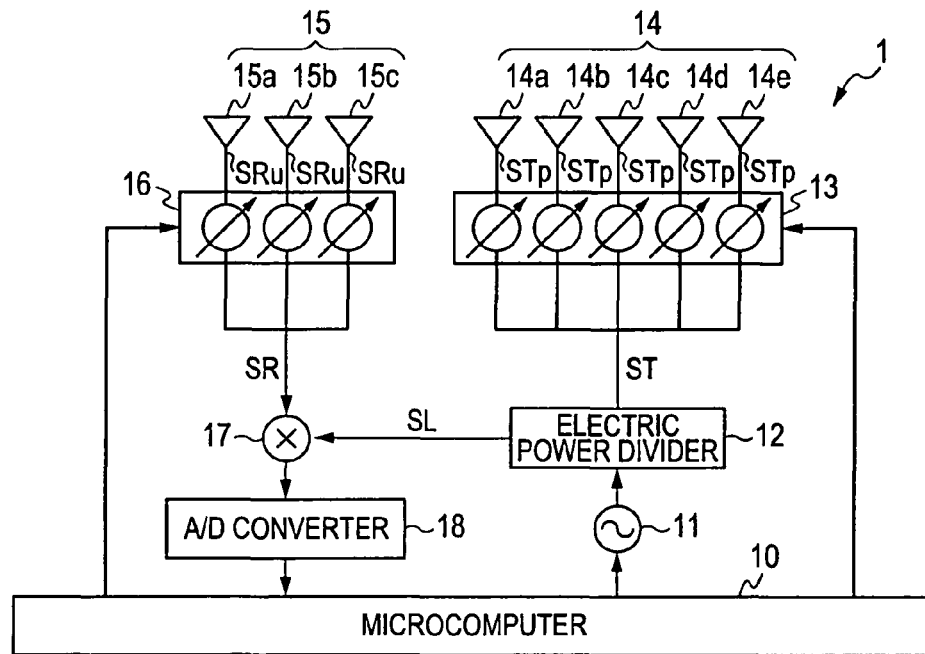 15
14
1
15a 15b 15c
14a 14b 14c 14d 14e
SRu SRu SRu
STp STp STp STp STp
16
13
SR
ST
17
SL
ELECTRIC
POWER DIVIDER
12
A/D CONVERTER
18
11
10
MICROCOMPUTER